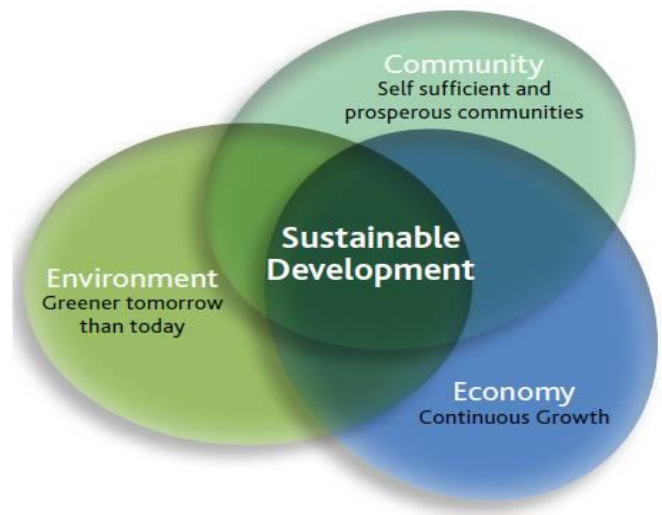 Community
Self sufficient and
prosperous communities
Sustainable
Development
Environment
Greener tomorrow
than today
Economy
Continuous Growth